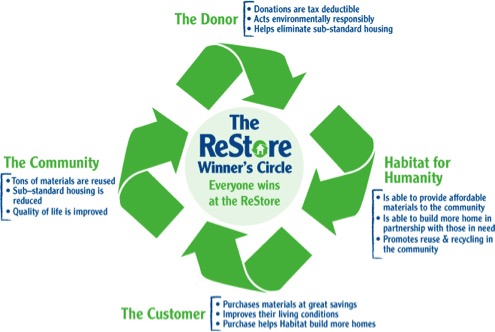 The Donor
• Donations are tax deductible
• Acts environmentally responsibly
• Helps eliminate sub-standard housing
The
ReStore
Winner's Circle
Everyone wins
at the ReStore
The Community
• Tons of materials are reused
• Sub-standard housing is
reduced
• Quality of life is improved
Habitat for
Humanity
• Is able to provide affordable
materials to the community
• Is able to build more home in
partnership with those in need
• Promotes reuse & recycling in
the community
The Customer
• Purchases materials at great savings
• Improves their living conditions
• Purchase helps Habitat build more homes